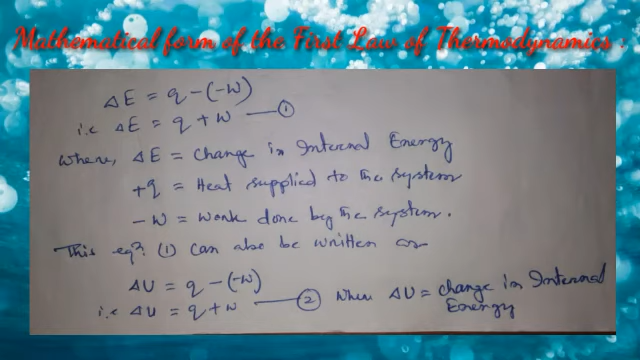 Mathematical form of the First Law of Thermodynamics :
ΔE = q - (-W)
i.e ΔE = q + W —— ①
Where, ΔE = Change in Internal Energy
+q = Heat supplied to the system
- W = Work done by the system.
This eqn. (1) can also be written as
ΔU = q - (-W)
i.e ΔU = q + W —— ② When ΔU = change in Internal Energy